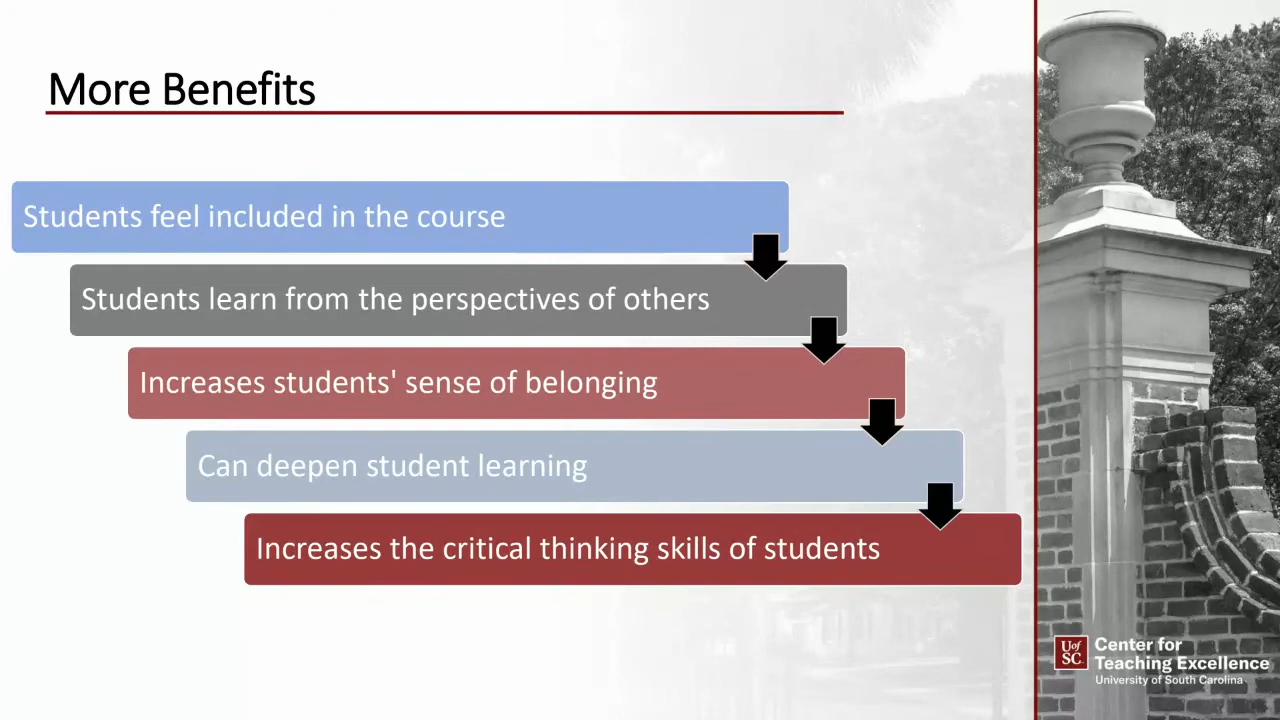 More Benefits
Students feel included in the course
Students learn from the perspectives of others
Increases students' sense of belonging
Can deepen student learning
Increases the critical thinking skills of students
UofSC
Center for
Teaching Excellence
University of South Carolina